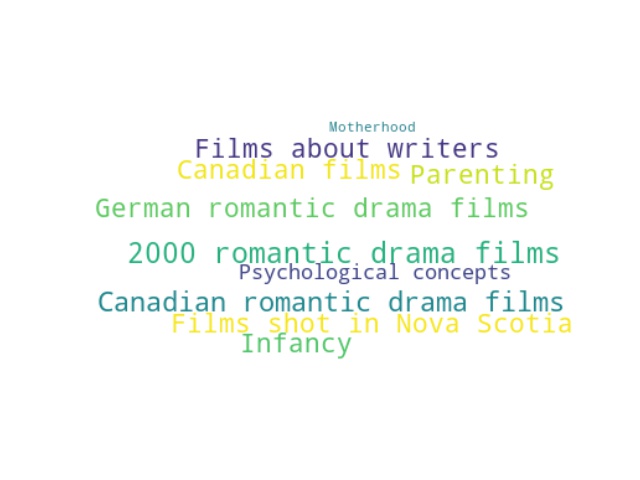 Motherhood
Films about writers
Canadian films
Parenting
German romantic drama films
2000 romantic drama films
Psychological concepts
Canadian romantic drama films
Films shot in Nova Scotia
Infancy